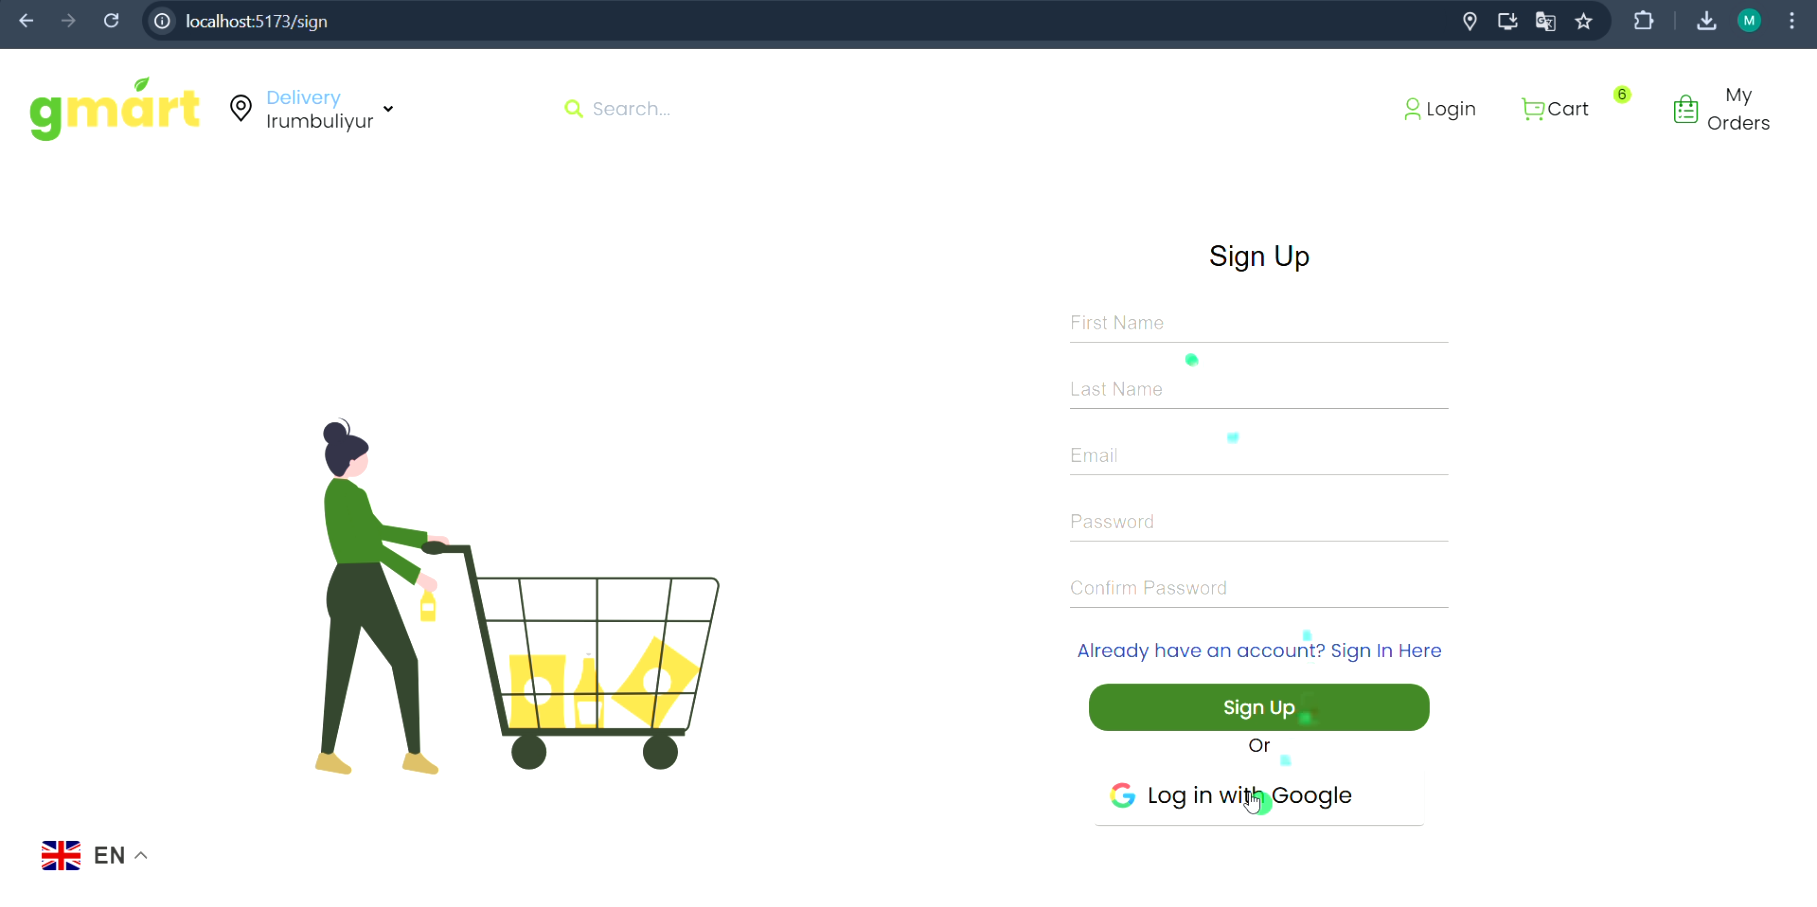 localhost:5173/sign
M
gmart
Delivery
Irumbuliyur
Search...
Login
Cart
6
My
Orders
Sign Up
First Name
Last Name
Email
Password
Confirm Password
Already have an account? Sign In Here
Sign Up
Or
G Log in with Google
EN